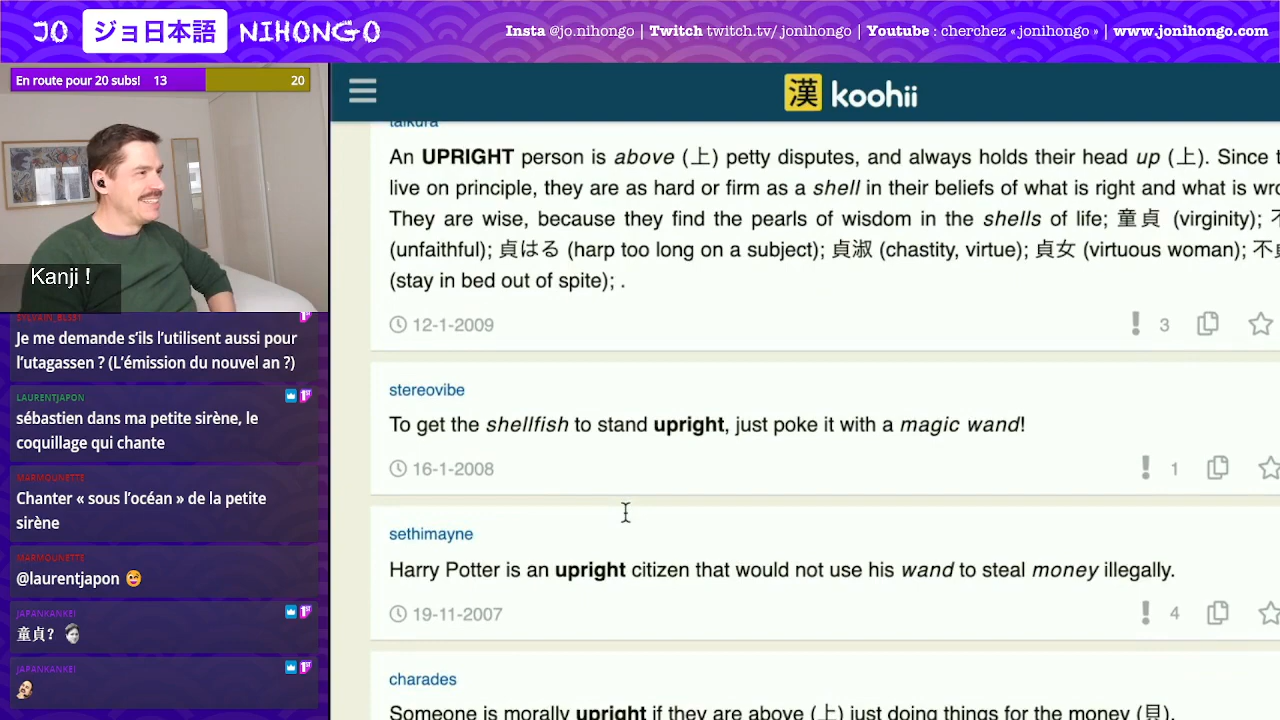 JO ジョ日本語 NIHONGO
Insta @jo.nihongo | Twitch twitch.tv/ jonihongo | Youtube : cherchez « jonihongo » | www.jonihongo.com
En route pour 20 subs! 13 20
漢 koohii
An UPRIGHT person is above (上) petty disputes, and always holds their head up (上). Since
live on principle, they are as hard or firm as a shell in their beliefs of what is right and what is
They are wise, because they find the pearls of wisdom in the shells of life; 童貞 (virginity);
(unfaithful); 貞はる (harp too long on a subject); 貞淑 (chastity, virtue); 貞女 (virtuous woman);
(stay in bed out of spite); .
12-1-2009 3
stereovibe
To get the shellfish to stand upright, just poke it with a magic wand!
16-1-2008 1
sethimayne
Harry Potter is an upright citizen that would not use his wand to steal money illegally.
19-11-2007 4
charades
Someone is morally upright if they are above (上) just doing things for the money (貝).
Kanji !
Je me demande s'ils l'utilisent aussi pour
l'utagassen ? (L'émission du nouvel an ?)
LAURENTJAPON
sébastien dans ma petite sirène, le
coquillage qui chante
MARMOUNETTE
Chanter « sous l'océan » de la petite
sirène
MARMOUNETTE
@laurentjapon
JAPANKANKEI
童貞?
JAPANKANKEI